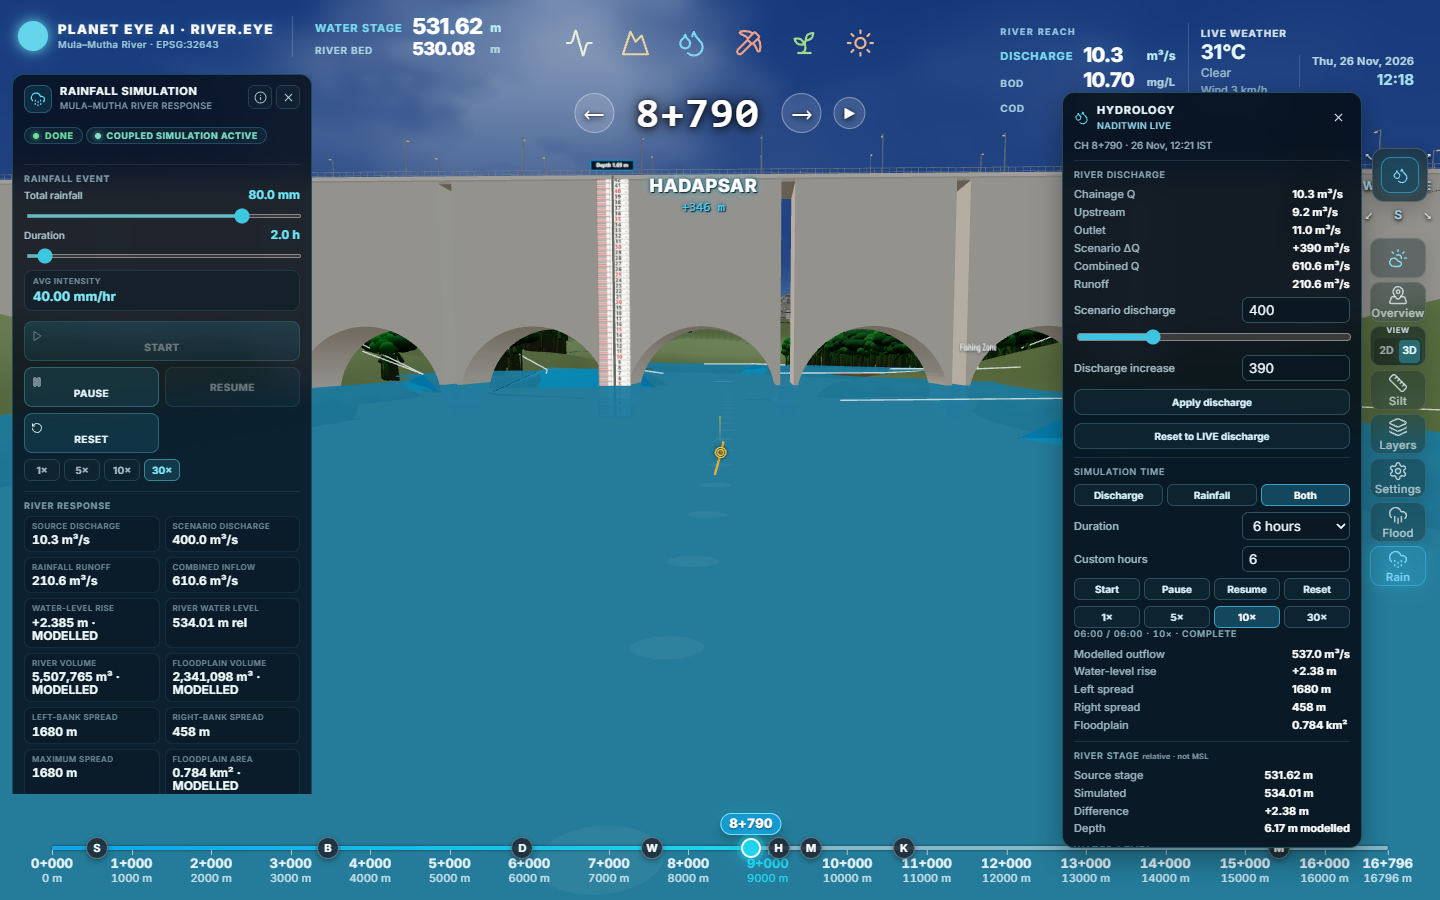 PLANET EYE AI · RIVER.EYE
Mula–Mutha River · EPSG:32643
WATER STAGE 531.62 m
RIVER BED 530.08 m
RIVER REACH
DISCHARGE 10.3 m³/s
BOD 10.70 mg/L
COD
LIVE WEATHER
31°C
Clear
Wind 3 km/h
Thu, 26 Nov, 2026
12:18
← 8+790 → ▶
RAINFALL SIMULATION
MULA–MUTHA RIVER RESPONSE
DONE
COUPLED SIMULATION ACTIVE
RAINFALL EVENT
Total rainfall 80.0 mm
Duration 2.0 h
AVG INTENSITY
40.00 mm/hr
START
PAUSE
RESUME
RESET
1× 5× 10× 30×
RIVER RESPONSE
SOURCE DISCHARGE
10.3 m³/s
SCENARIO DISCHARGE
400.0 m³/s
RAINFALL RUNOFF
210.6 m³/s
COMBINED INFLOW
610.6 m³/s
WATER-LEVEL RISE
+2.385 m ·
MODELLED
RIVER WATER LEVEL
534.01 m rel
RIVER VOLUME
5,507,765 m³ ·
MODELLED
FLOODPLAIN VOLUME
2,341,098 m³ ·
MODELLED
LEFT-BANK SPREAD
1680 m
RIGHT-BANK SPREAD
458 m
MAXIMUM SPREAD
1680 m
FLOODPLAIN AREA
0.784 km² ·
MODELLED
Depth 1.69 m
HADAPSAR
+346 m
Fishing Zone
HYDROLOGY
NADITWIN LIVE
CH 8+790 · 26 Nov, 12:21 IST
RIVER DISCHARGE
Chainage Q 10.3 m³/s
Upstream 9.2 m³/s
Outlet 11.0 m³/s
Scenario ΔQ +390 m³/s
Combined Q 610.6 m³/s
Runoff 210.6 m³/s
Scenario discharge 400
Discharge increase 390
Apply discharge
Reset to LIVE discharge
SIMULATION TIME
Discharge Rainfall Both
Duration 6 hours
Custom hours 6
Start Pause Resume Reset
1× 5× 10× 30×
06:00 / 06:00 · 10× · COMPLETE
Modelled outflow 537.0 m³/s
Water-level rise +2.38 m
Left spread 1680 m
Right spread 458 m
Floodplain 0.784 km²
RIVER STAGE relative · not MSL
Source stage 531.62 m
Simulated 534.01 m
Difference +2.38 m
Depth 6.17 m modelled
W
S
Overview
VIEW
2D 3D
Silt
Layers
Settings
Flood
Rain
8+790
S B D W H M K M
0+000 1+000 2+000 3+000 4+000 5+000 6+000 7+000 8+000 9+000 10+000 11+000 12+000 13+000 14+000 15+000 16+000 16+796
0 m 1000 m 2000 m 3000 m 4000 m 5000 m 6000 m 7000 m 8000 m 9000 m 10000 m 11000 m 12000 m 13000 m 14000 m 15000 m 16000 m 16796 m